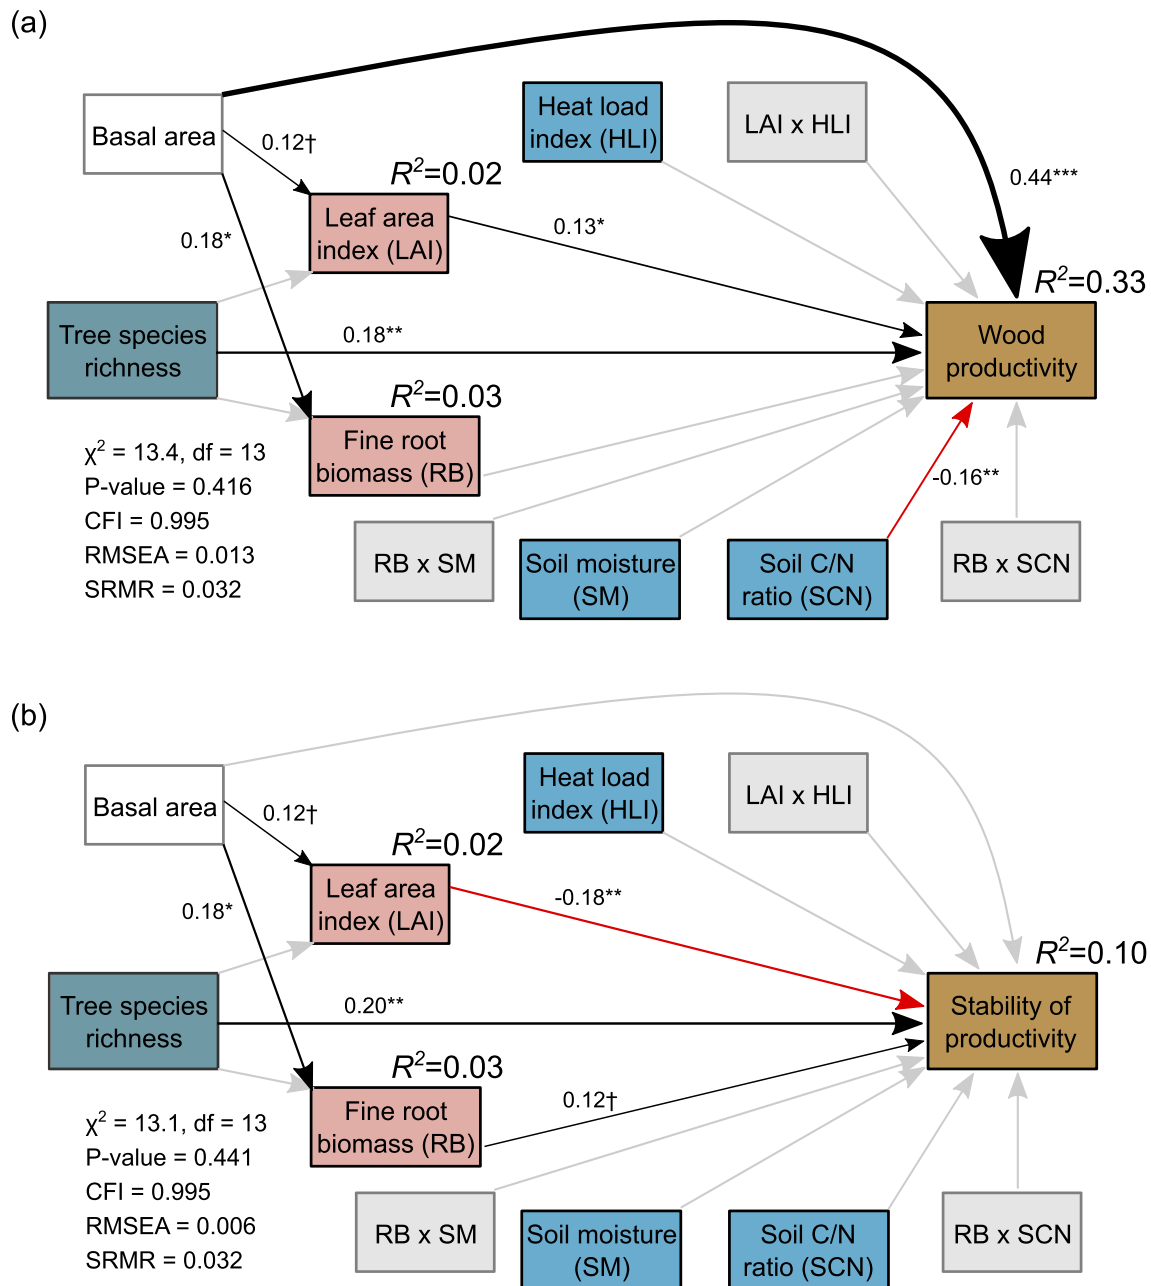 (a)
Basal area
0.12†
0.18*
R²=0.02
Leaf area
index (LAI)
Heat load
index (HLI)
LAI x HLI
0.44***
0.13*
R²=0.33
Wood
productivity
Tree species
richness
0.18**
R²=0.03
Fine root
biomass (RB)
-0.16**
χ² = 13.4, df = 13
P-value = 0.416
CFI = 0.995
RMSEA = 0.013
SRMR = 0.032
RB x SM
Soil moisture
(SM)
Soil C/N
ratio (SCN)
RB x SCN
(b)
Basal area
0.12†
0.18*
R²=0.02
Leaf area
index (LAI)
Heat load
index (HLI)
LAI x HLI
-0.18**
R²=0.10
Stability of
productivity
Tree species
richness
0.20**
R²=0.03
Fine root
biomass (RB)
0.12†
χ² = 13.1, df = 13
P-value = 0.441
CFI = 0.995
RMSEA = 0.006
SRMR = 0.032
RB x SM
Soil moisture
(SM)
Soil C/N
ratio (SCN)
RB x SCN